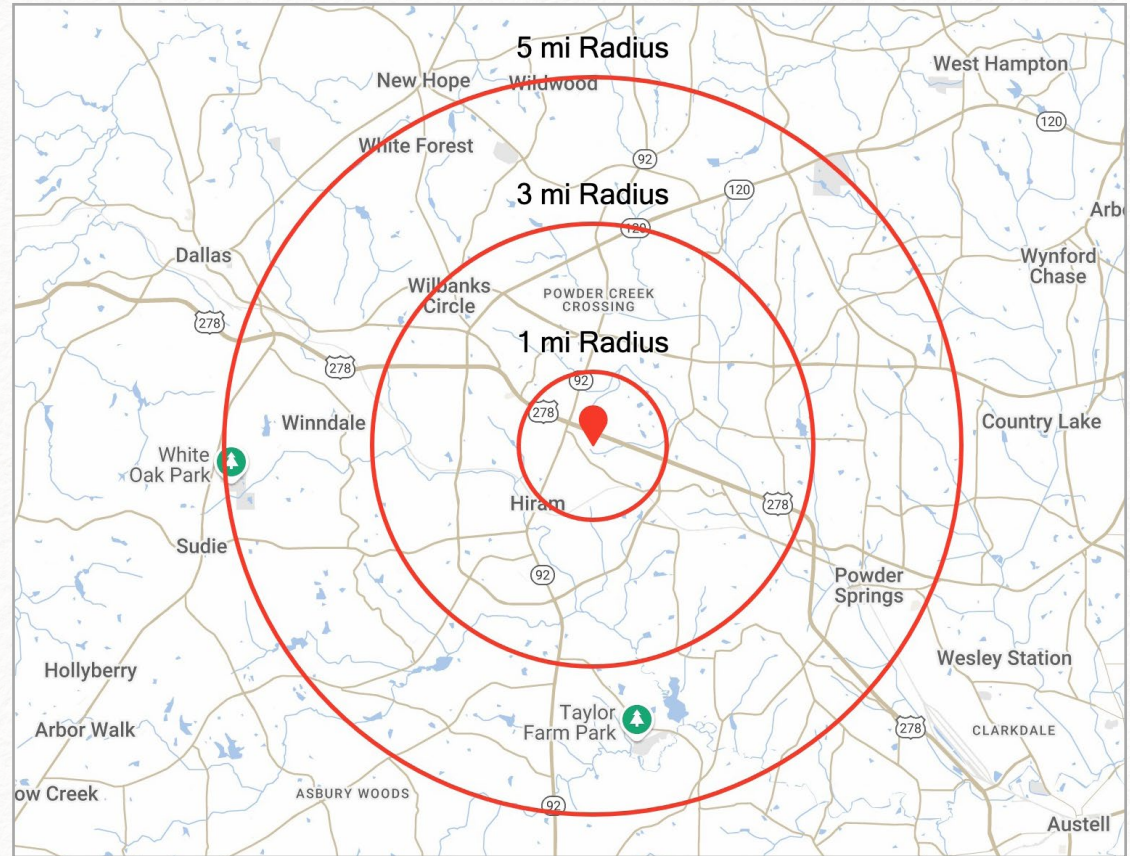 5 mi Radius
West Hampton
New Hope
Wildwood
120
White Forest
92
3 mi Radius
120
Arbo
120
Dallas
Wynford
Chase
Wilbanks
Circle
POWDER CREEK
CROSSING
278
1 mi Radius
278
92
278
Winndale
Country Lake
White
Oak Park
Hiram
278
Sudie
92
Powder
Springs
Wesley Station
Hollyberry
Taylor
Farm Park
Arbor Walk
278
CLARKDALE
ow Creek
ASBURY WOODS
92
Austell